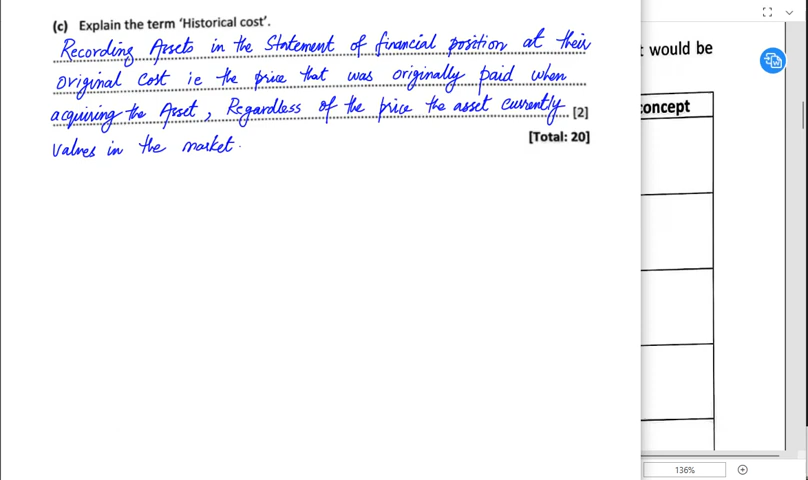 (c) Explain the term ‘Historical cost’.
Recording Assets in the Statement of financial position at their
original cost ie the price that was originally paid when
acquiring the Asset, Regardless of the price the asset currently
[2]
values in the market.
[Total: 20]
would be
oncept
136%